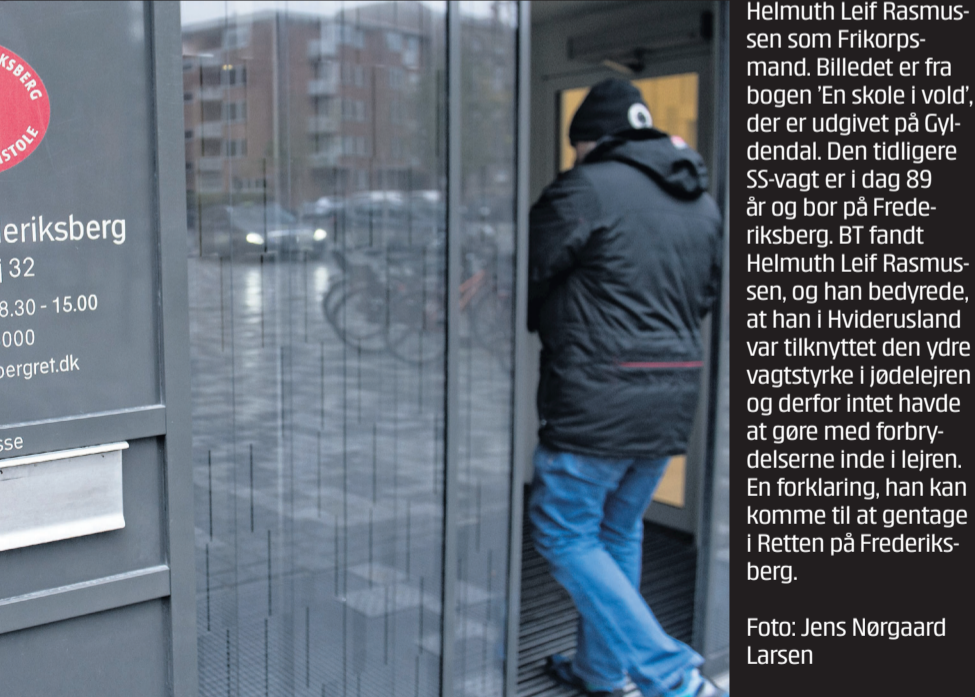 KSBERG
STOLE
eriksberg
32
8.30 - 15.00
000
bergret.dk
sse
Helmuth Leif Rasmus-
sen som Frikorps-
mand. Billedet er fra
bogen ’En skole i vold’,
der er udgivet på Gyl-
dendal. Den tidligere
SS-vagt er i dag 89
år og bor på Frede-
riksberg. BT fandt
Helmuth Leif Rasmus-
sen, og han bedyrede,
at han i Hviderusland
var tilknyttet den ydre
vagtstyrke i jødelejren
og derfor intet havde
at gøre med forbry-
delserne inde i lejren.
En forklaring, han kan
komme til at gentage
i Retten på Frederiks-
berg.
Foto: Jens Nørgaard
Larsen